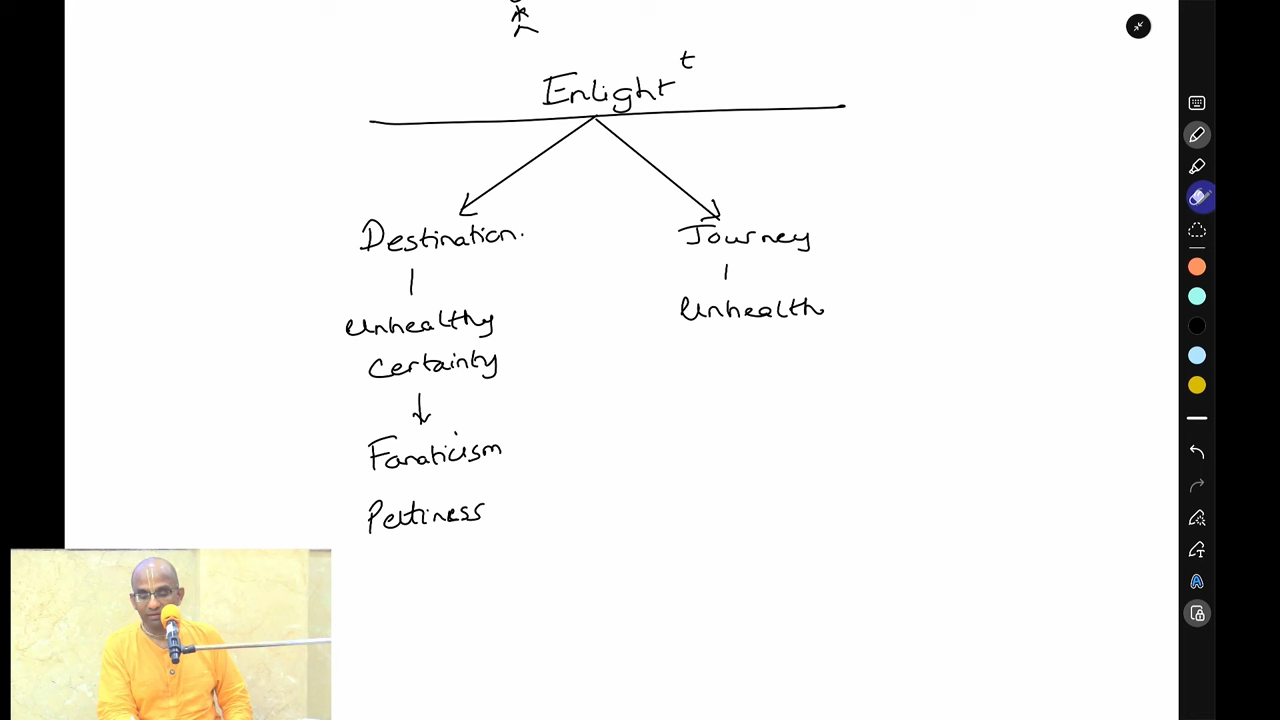 Enlight t
Destination.
Journey
unhealthy
unhealth
certainty
Fanaticism
Pettiness